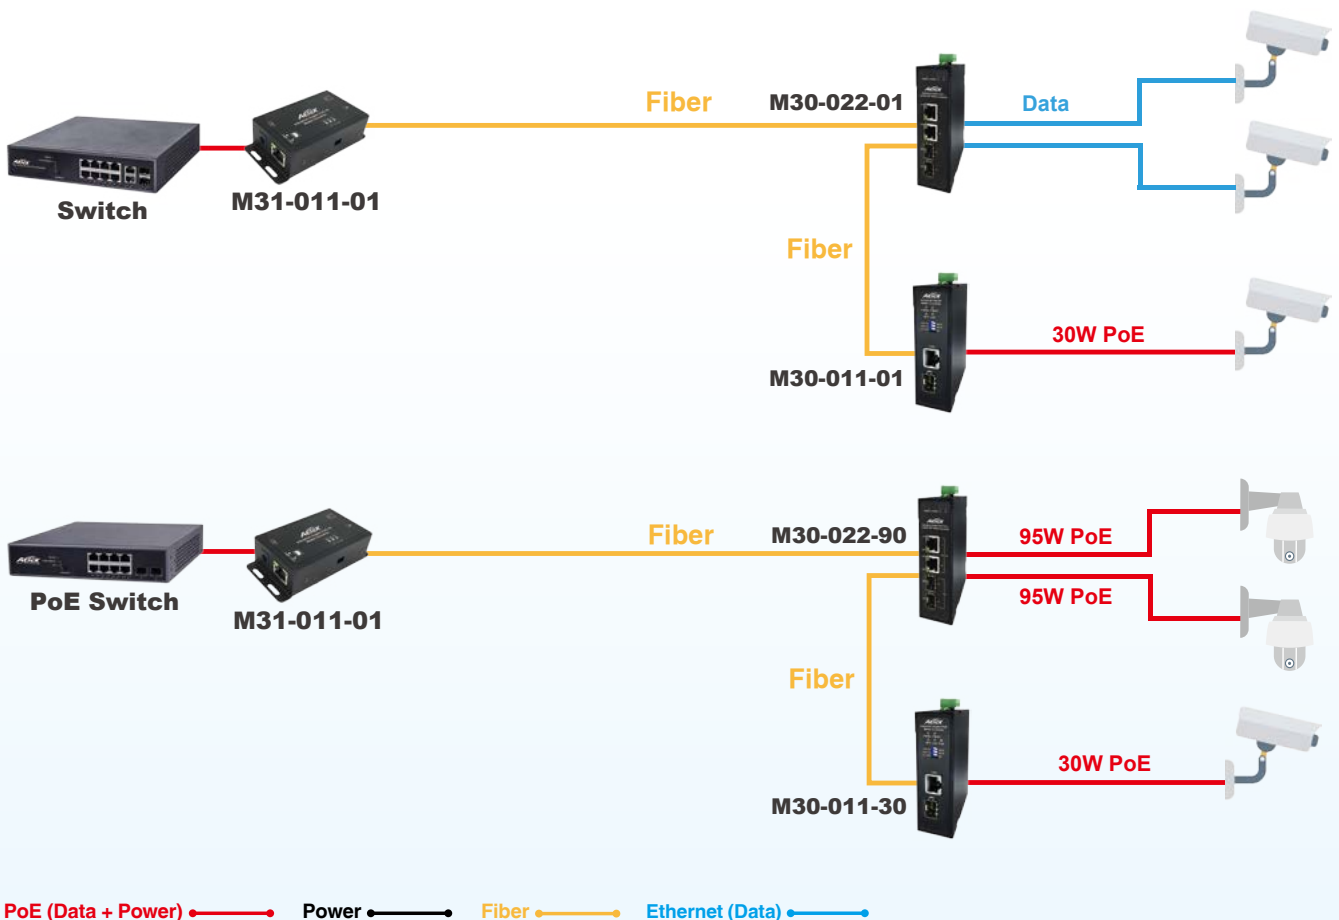 Fiber
M30-022-01
Data
AETEK
Switch
M31-011-01
Fiber
30W PoE
M30-011-01
Fiber
M30-022-90
95W PoE
95W PoE
PoE Switch
M31-011-01
Fiber
30W PoE
M30-011-30
PoE (Data + Power)
Power
Fiber
Ethernet (Data)